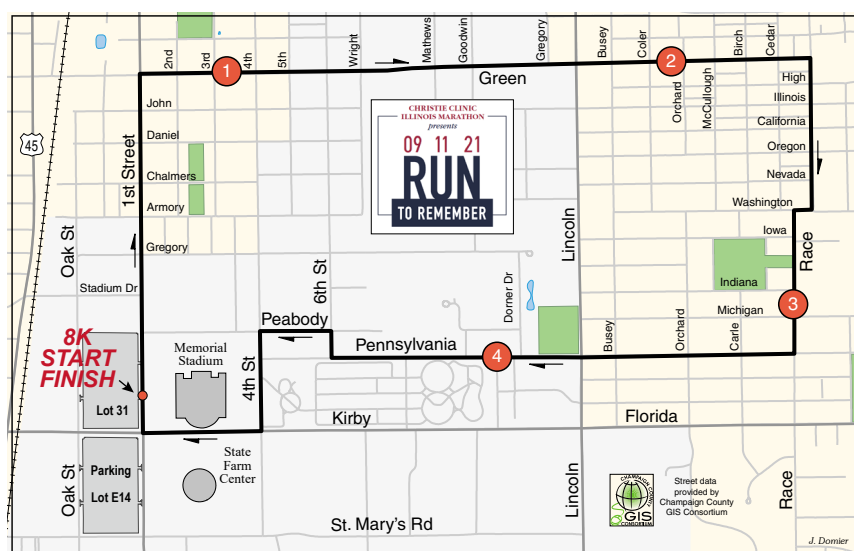 2nd
3rd
4th
5th
Wright
Mathews
Goodwin
Gregory
Busey
Coler
Orchard
McCullough
Birch
Cedar
1
2
Green
High
John
Illinois
California
Daniel
Oregon
Chalmers
Nevada
Armory
Washington
Gregory
Iowa
45
1st Street
Oak St
CHRISTIE CLINIC
ILLINOIS MARATHON
presents
09 11 21
RUN
TO REMEMBER
Lincoln
Race
Stadium Dr
6th St
Dorner Dr
Indiana
Michigan
3
Peabody
Pennsylvania
4
Busey
Orchard
Carle
8K
START
FINISH
Memorial
Stadium
4th St
Lot 31
Kirby
Florida
State
Farm
Center
Oak St
Parking
Lot E14
Lincoln
CHAMPAIGN COUNTY
GIS
CONSORTIUM
Street data
provided by
Champaign County
GIS Consortium
Race
St. Mary's Rd
J. Domier